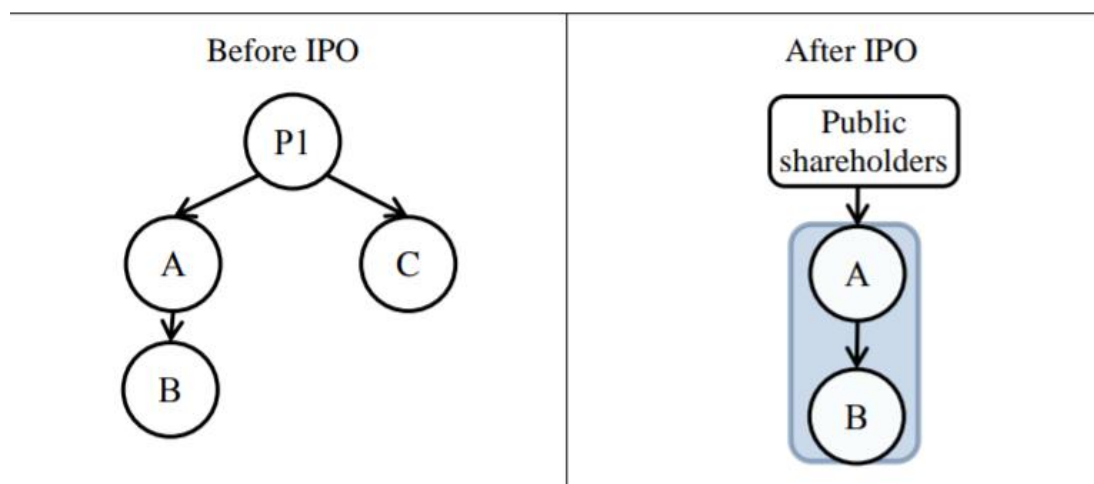 Before IPO
P1
A
C
B
After IPO
Public
shareholders
A
B